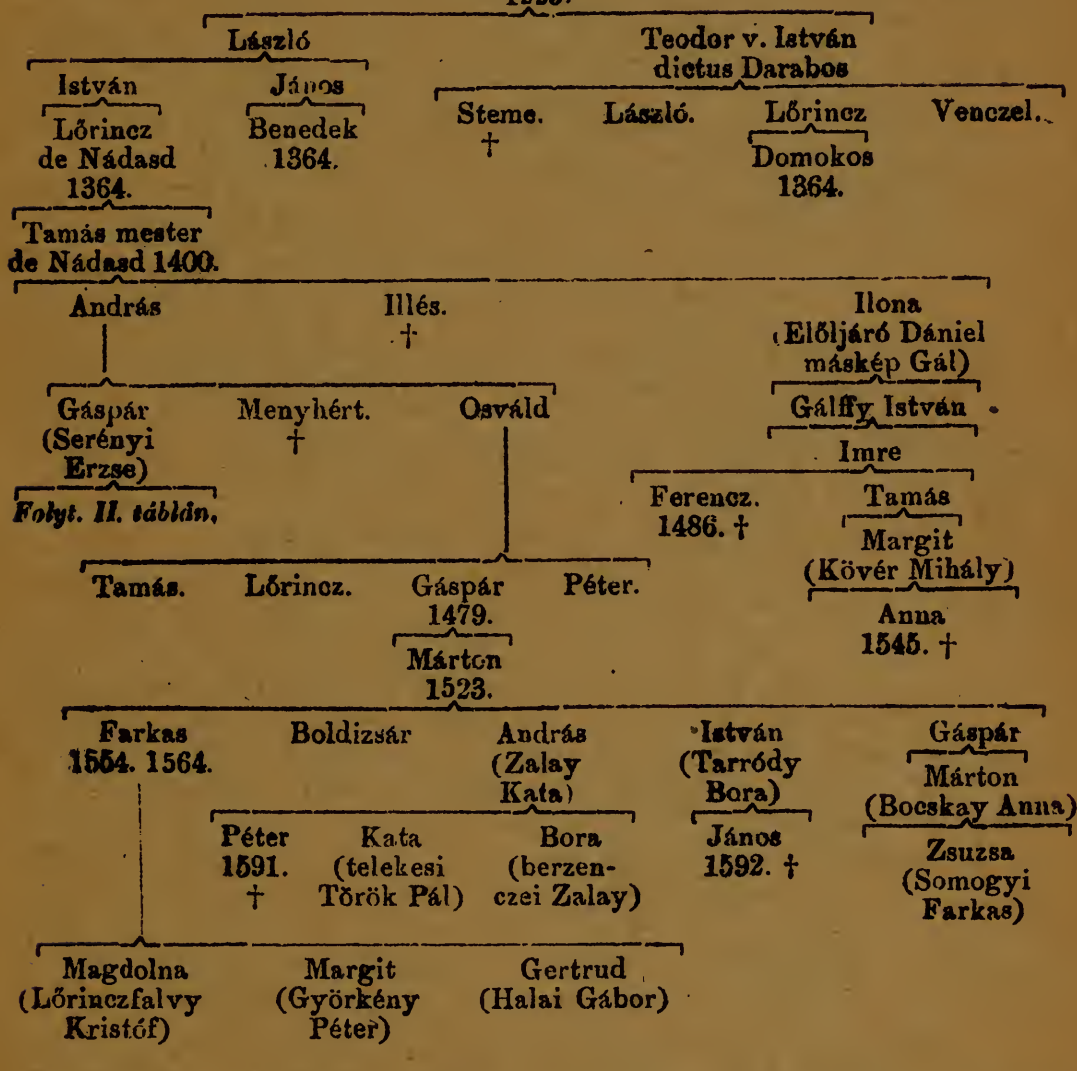 László
Teodor v. István
dictus Darabos
István
János
Steme.
László.
Lőrincz
Venczel.
†
Lőrincz
de Nádasd
1364.
Benedek
1364.
Domokos
1364.
Tamás mester
de Nádasd 1400.
András
Illés.
†
Ilona
(Előljáró Dániel
máskép Gál)
Gáspár
(Serényi
Erzse)
Menyhért.
†
Osváld
Gálffy István
Imre
Folyt. II. táblán.
Ferencz.
1486. †
Tamás
Margit
(Kövér Mihály)
Anna
1545. †
Tamás.
Lőrincz.
Gáspár
1479.
Péter.
Márton
1523.
Farkas
1554. 1564.
Boldizsár
András
(Zalay
Kata)
István
(Tarródy
Bora)
Gáspár
Márton
(Bocskay Anna)
Péter
1591.
†
Kata
(telekesi
Török Pál)
Bora
(berzen-
czei Zalay)
János
1592. †
Zsuzsa
(Somogyi
Farkas)
Magdolna
(Lőrinczfalvy
Kristóf)
Margit
(Györkény
Péter)
Gertrud
(Halai Gábor)